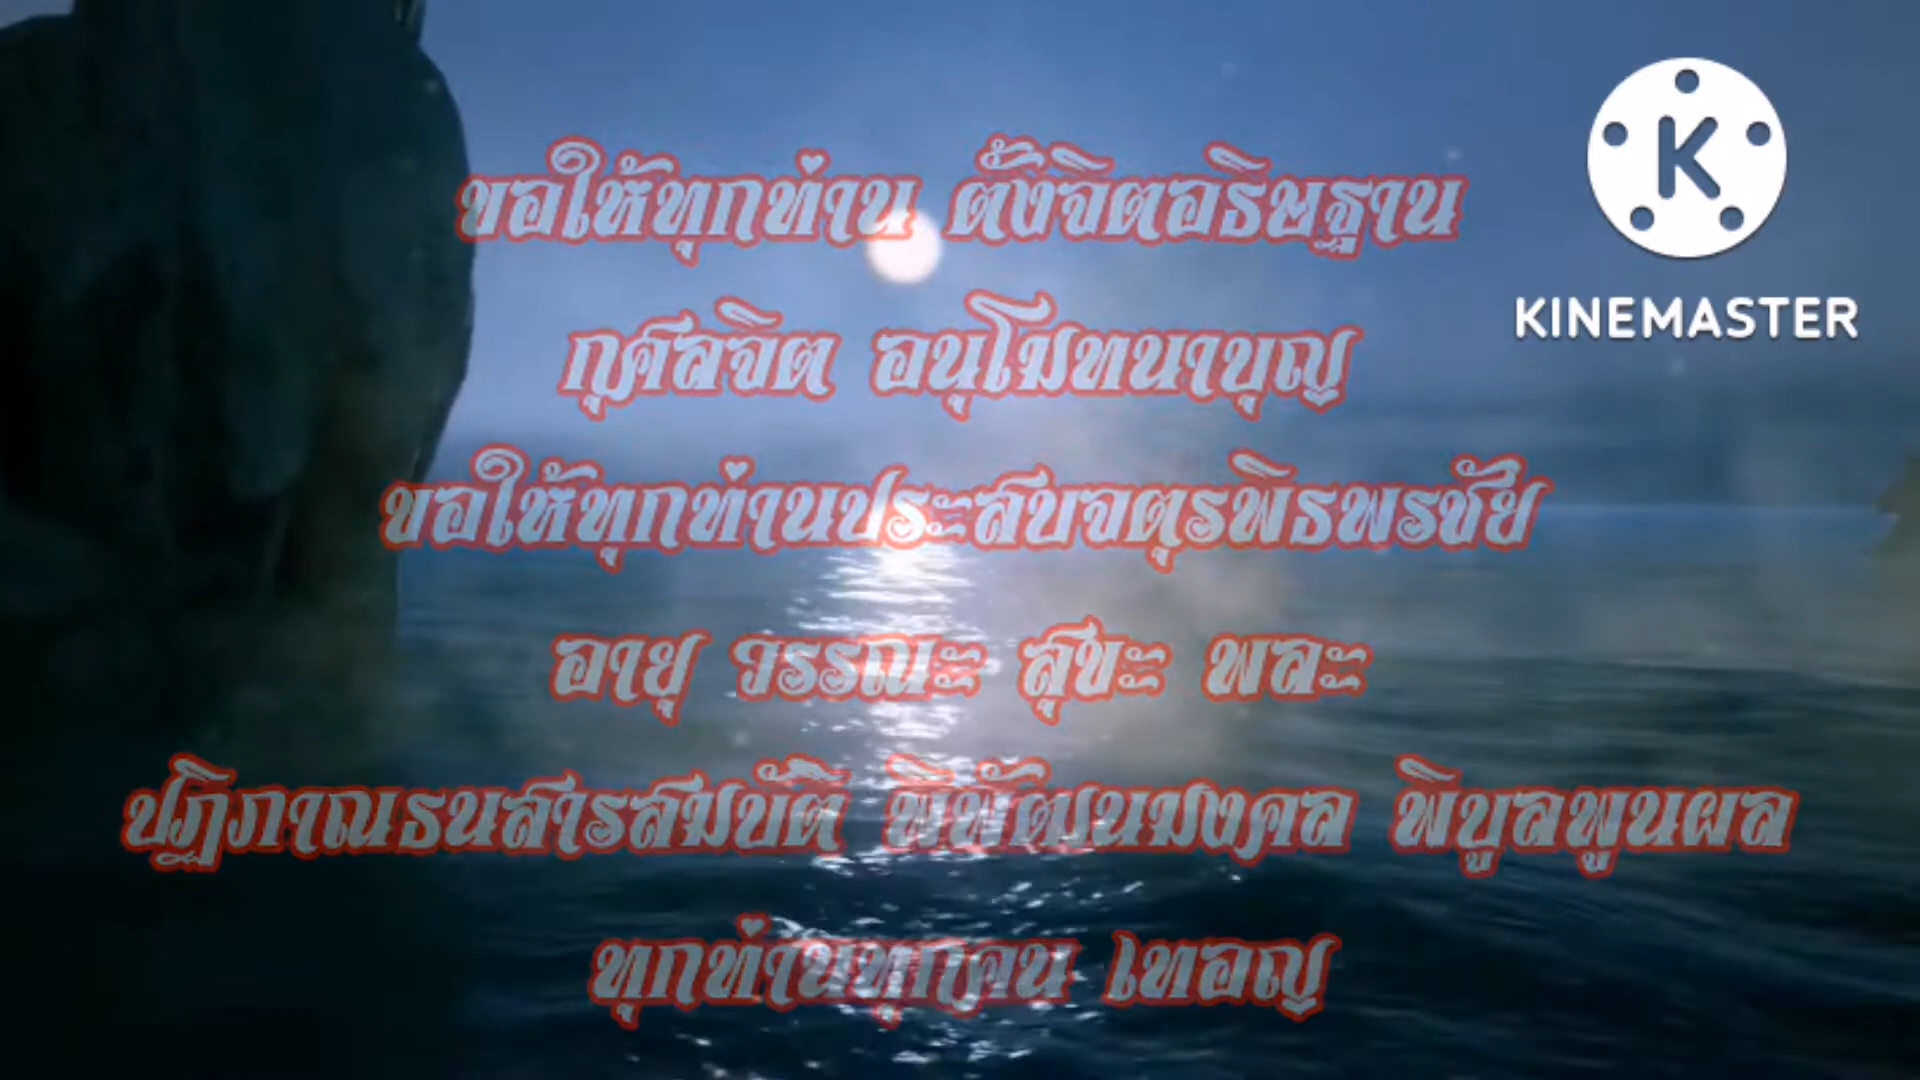 ขอให้ทุกท่าน ตั้งจิตอธิษฐาน
กุศลจิต อนุโมทนาบุญ
ขอให้ทุกท่านประสบจตุรพิธพรชัย
อายุ วรรณะ สุขะ พละ
ปฏิภาณธนสารสมบัติ พิพัฒนมงคล พิบูลพูนผล
ทุกท่านทุกคน เทอญ
K
KINEMASTER